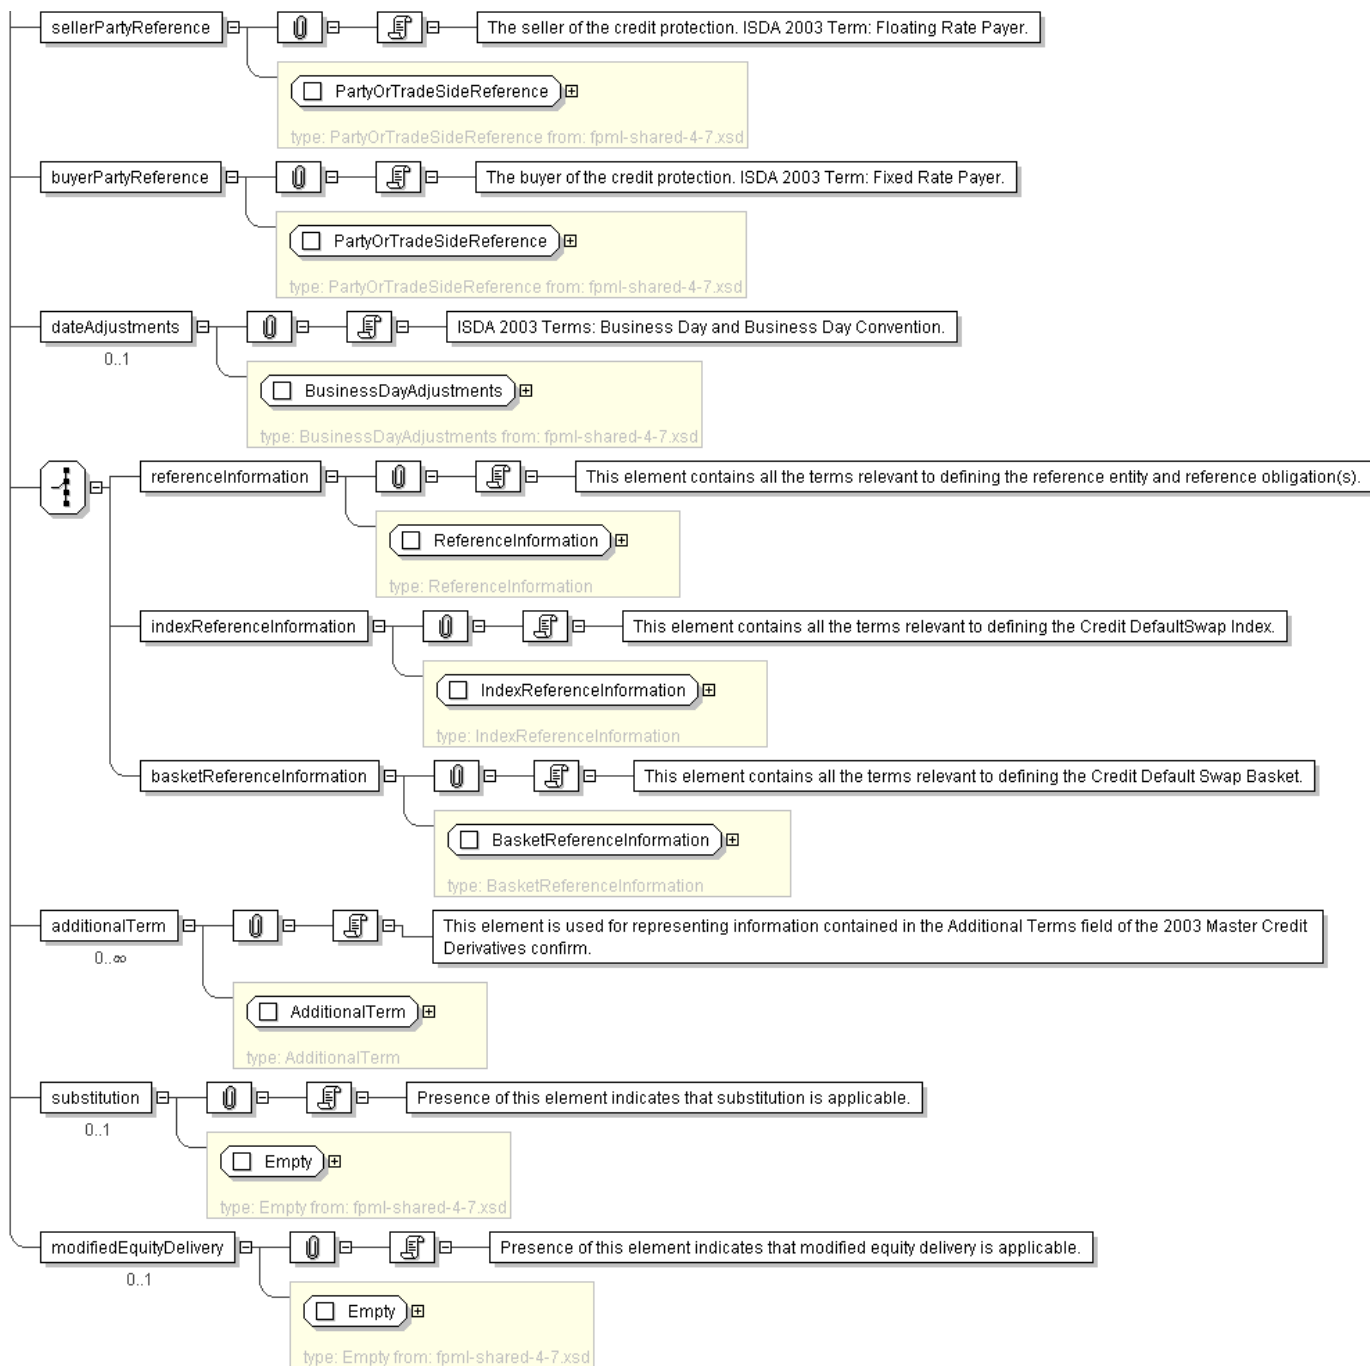 sellerPartyReference
The seller of the credit protection. ISDA 2003 Term: Floating Rate Payer.
PartyOrTradeSideReference
type: PartyOrTradeSideReference from: fpml-shared-4-7.xsd
buyerPartyReference
The buyer of the credit protection. ISDA 2003 Term: Fixed Rate Payer.
PartyOrTradeSideReference
type: PartyOrTradeSideReference from: fpml-shared-4-7.xsd
dateAdjustments
ISDA 2003 Terms: Business Day and Business Day Convention.
0..1
BusinessDayAdjustments
type: BusinessDayAdjustments from: fpml-shared-4-7.xsd
referenceInformation
This element contains all the terms relevant to defining the reference entity and reference obligation(s).
ReferenceInformation
type: ReferenceInformation
indexReferenceInformation
This element contains all the terms relevant to defining the Credit DefaultSwap Index.
IndexReferenceInformation
type: IndexReferenceInformation
basketReferenceInformation
This element contains all the terms relevant to defining the Credit Default Swap Basket.
BasketReferenceInformation
type: BasketReferenceInformation
additionalTerm
This element is used for representing information contained in the Additional Terms field of the 2003 Master Credit
Derivatives confirm.
0..∞
AdditionalTerm
type: AdditionalTerm
substitution
Presence of this element indicates that substitution is applicable.
0..1
Empty
type: Empty from: fpml-shared-4-7.xsd
modifiedEquityDelivery
Presence of this element indicates that modified equity delivery is applicable.
0..1
Empty
type: Empty from: fpml-shared-4-7.xsd